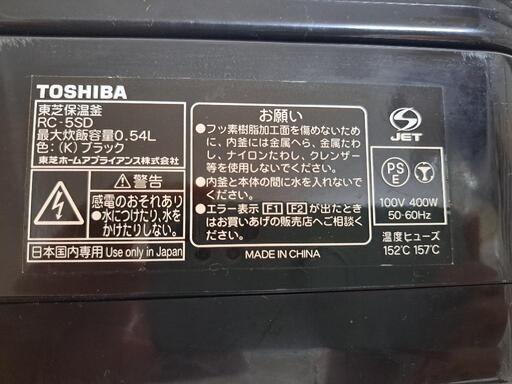 TOSHIBA
東芝保温釜
RC-5SD
最大炊飯容量0.54L
色:(K)ブラック
東芝ホームアプライアンス株式会社
警告
感電のおそれあり
●水につけたり、水を
かけたりしない。
日本国内専用 Use only in Japan
お願い
●フッ素樹脂加工面を傷めないため
に、内釜には金属へら、金属たわ
し、ナイロンたわし、クレンザー
等を使用しないでください。
●内釜と本体の間に水を入れない
でください。
●エラー表示 F1 F2 が出たときは
はお買いあげの販売店へご相談く
ださい。
MADE IN CHINA
S
JET
PS
E
100V 400W
50-60Hz
温度ヒューズ
152℃ 157℃